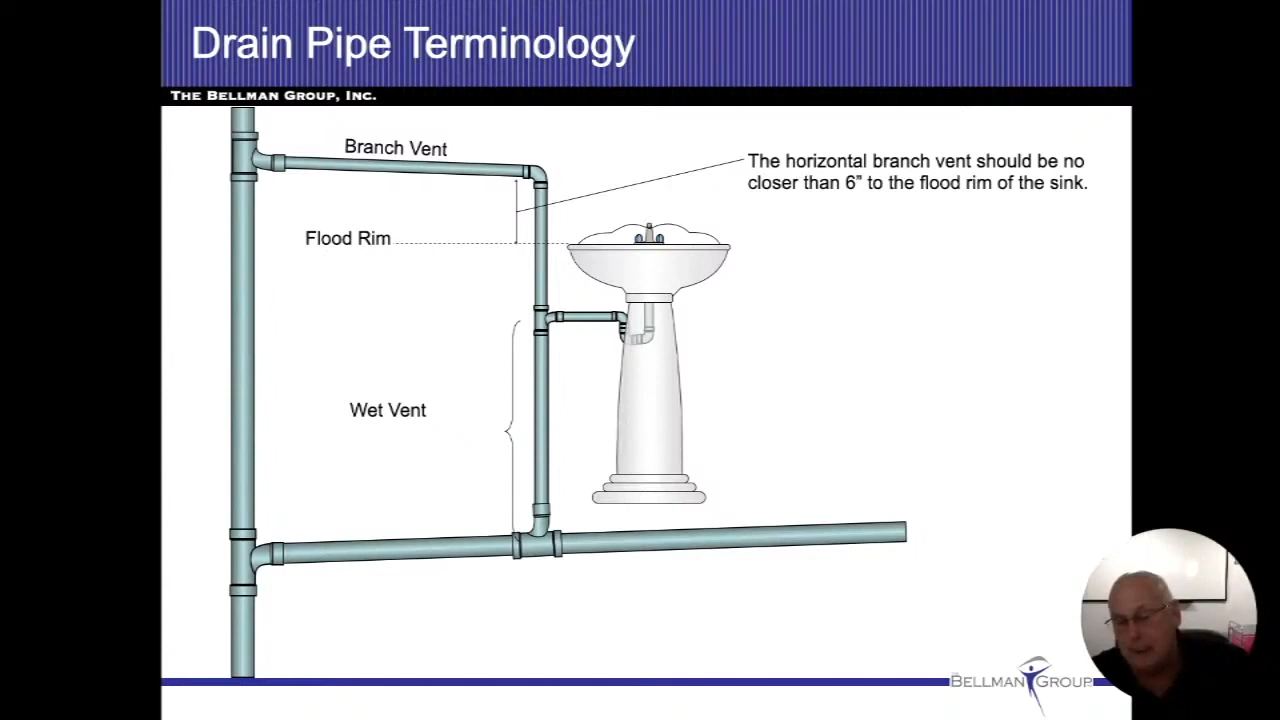 Drain Pipe Terminology
THE BELLMAN GROUP, INC.
Branch Vent
The horizontal branch vent should be no
closer than 6” to the flood rim of the sink.
Flood Rim
Wet Vent
BELLMAN GROUP